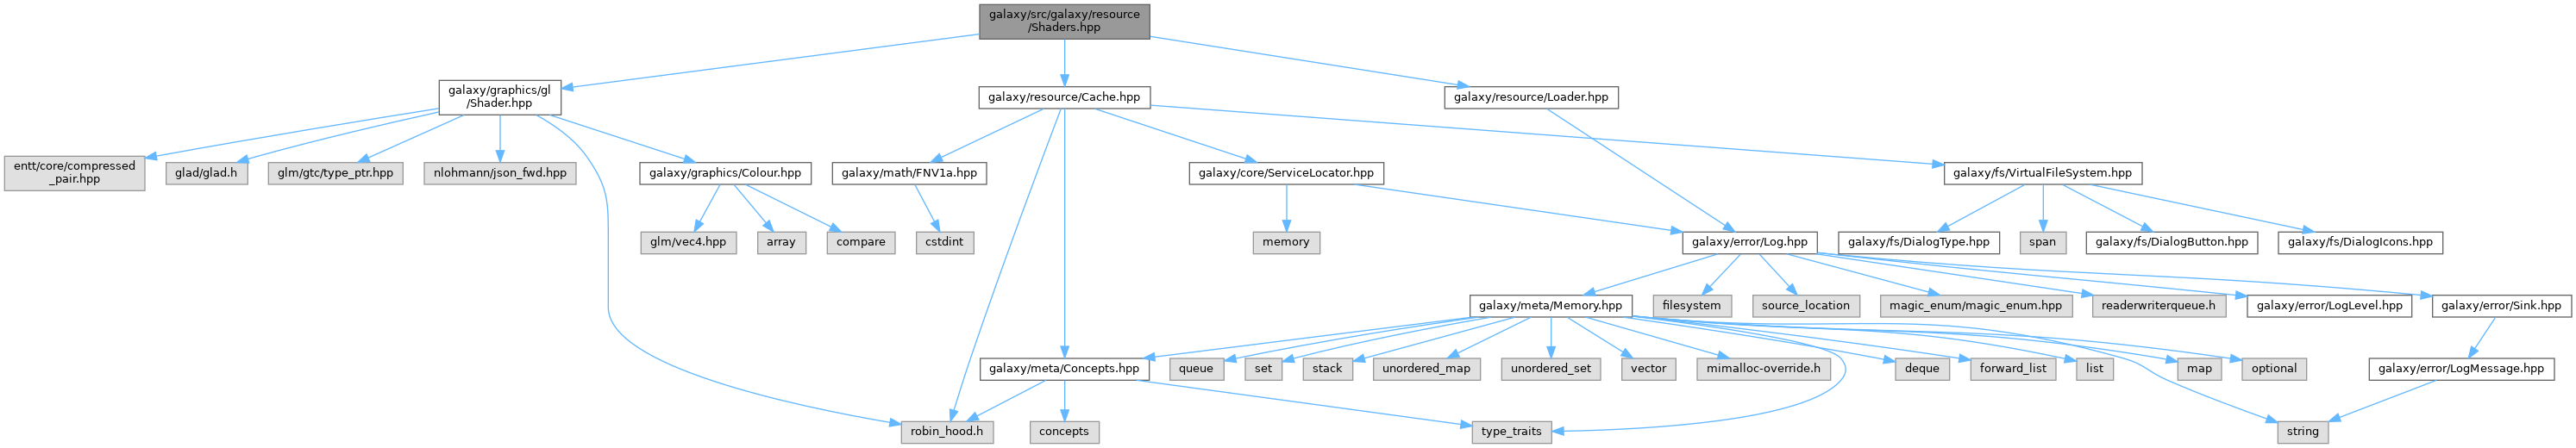 galaxy/src/galaxy/resource
/Shaders.hpp
galaxy/graphics/gl
/Shader.hpp
galaxy/resource/Cache.hpp
galaxy/resource/Loader.hpp
entt/core/compressed
_pair.hpp
glad/glad.h
glm/gtc/type_ptr.hpp
nlohmann/json_fwd.hpp
galaxy/graphics/Colour.hpp
galaxy/math/FNV1a.hpp
galaxy/core/ServiceLocator.hpp
galaxy/fs/VirtualFileSystem.hpp
glm/vec4.hpp
array
compare
cstdint
memory
galaxy/error/Log.hpp
galaxy/fs/DialogType.hpp
span
galaxy/fs/DialogButton.hpp
galaxy/fs/DialogIcons.hpp
galaxy/meta/Memory.hpp
filesystem
source_location
magic_enum/magic_enum.hpp
readerwriterqueue.h
galaxy/error/LogLevel.hpp
galaxy/error/Sink.hpp
galaxy/meta/Concepts.hpp
queue
set
stack
unordered_map
unordered_set
vector
mimalloc-override.h
deque
forward_list
list
map
optional
galaxy/error/LogMessage.hpp
robin_hood.h
concepts
type_traits
string